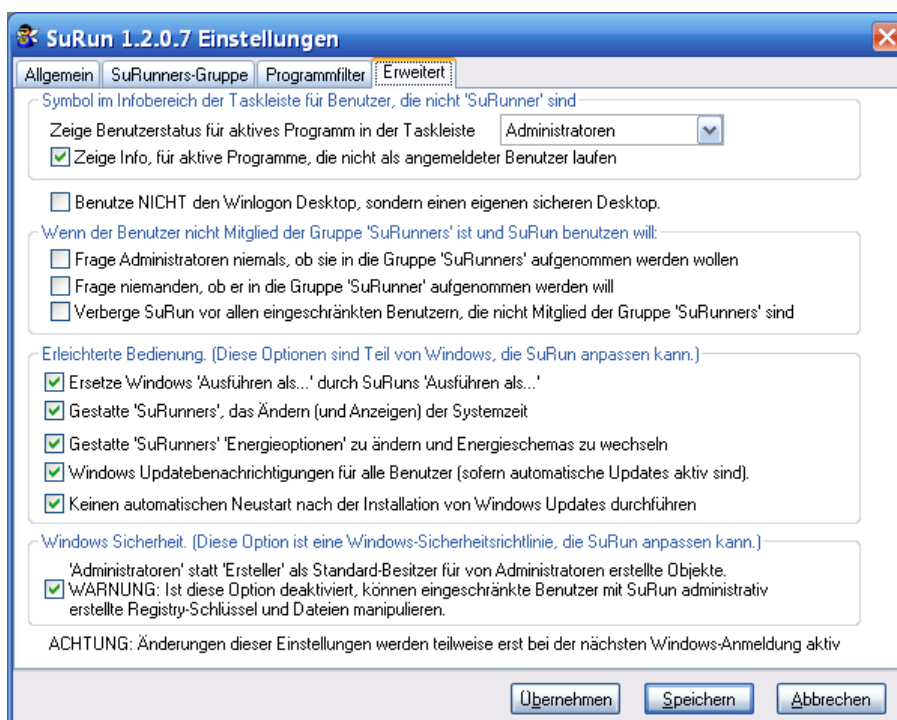 SuRun 1.2.0.7 Einstellungen
Allgemein SuRunners-Gruppe Programmfilter Erweitert
Symbol im Infobereich der Taskleiste für Benutzer, die nicht 'SuRunner' sind
Zeige Benutzerstatus für aktives Programm in der Taskleiste Administratoren
Zeige Info, für aktive Programme, die nicht als angemeldeter Benutzer laufen
Benutze NICHT den Winlogon Desktop, sondern einen eigenen sicheren Desktop.
Wenn der Benutzer nicht Mitglied der Gruppe 'SuRunners' ist und SuRun benutzen will:
Frage Administratoren niemals, ob sie in die Gruppe 'SuRunners' aufgenommen werden wollen
Frage niemanden, ob er in die Gruppe 'SuRunner' aufgenommen werden will
Verberge SuRun vor allen eingeschränkten Benutzern, die nicht Mitglied der Gruppe 'SuRunners' sind
Erleichterte Bedienung. (Diese Optionen sind Teil von Windows, die SuRun anpassen kann.)
Ersetze Windows 'Ausführen als...' durch SuRuns 'Ausführen als...'
Gestatte 'SuRunners', das Ändern (und Anzeigen) der Systemzeit
Gestatte 'SuRunners' 'Energieoptionen' zu ändern und Energieschemas zu wechseln
Windows Updatebenachrichtigungen für alle Benutzer (sofern automatische Updates aktiv sind).
Keinen automatischen Neustart nach der Installation von Windows Updates durchführen
Windows Sicherheit. (Diese Option ist eine Windows-Sicherheitsrichtlinie, die SuRun anpassen kann.)
'Administratoren' statt 'Ersteller' als Standard-Besitzer für von Administratoren erstellte Objekte.
WARNUNG: Ist diese Option deaktiviert, können eingeschränkte Benutzer mit SuRun administrativ
erstellte Registry-Schlüssel und Dateien manipulieren.
ACHTUNG: Änderungen dieser Einstellungen werden teilweise erst bei der nächsten Windows-Anmeldung aktiv
Übernehmen Speichern Abbrechen